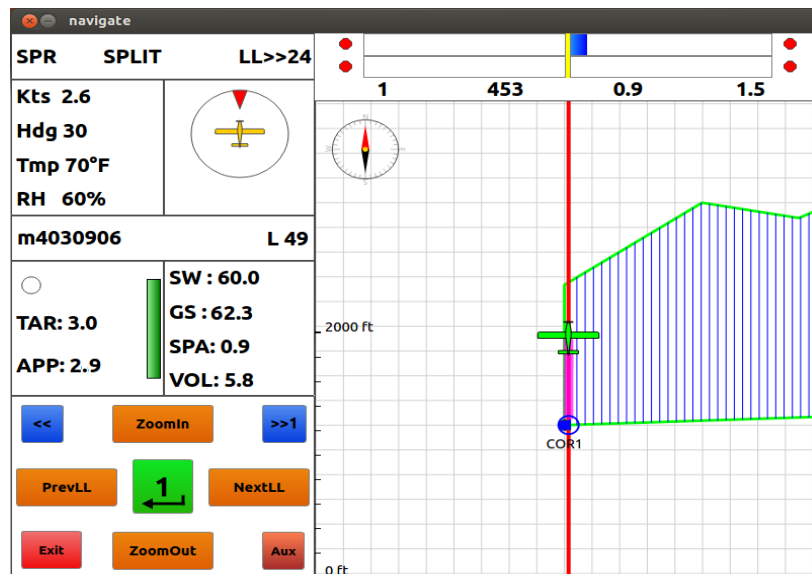 navigate
SPR SPLIT LL>>24
Kts 2.6
Hdg 30
Tmp 70°F
RH 60%
m4030906 L 49
TAR: 3.0
APP: 2.9
SW : 60.0
GS : 62.3
SPA: 0.9
VOL: 5.8
<< ZoomIn >>1
PrevLL 1 NextLL
Exit ZoomOut Aux
1 453 0.9 1.5
N
W
S
2000 ft
COR1
0 ft